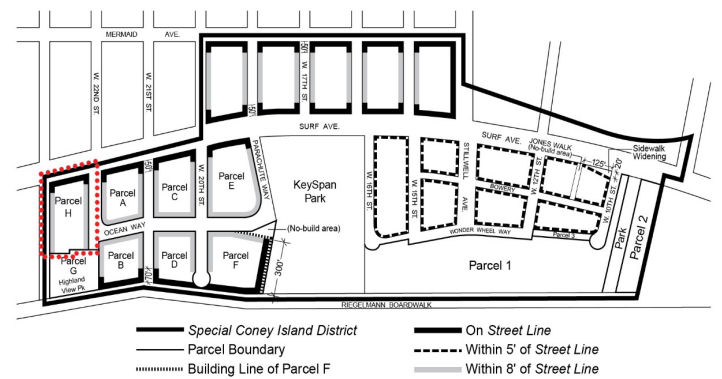 MERMAID AVE.
W. 22ND ST.
W. 21ST ST.
50'
W. 17TH ST.
50'
SURF AVE.
SURF AVE.
JONES WALK
(No-build area)
Sidewalk
Widening
125'
20'
50'
W. 20TH ST.
PARACHUTE WAY
KeySpan
Park
W. 16TH ST.
W. 15TH ST.
STILLWELL
AVE.
W. 12TH ST.
BOWERY
W. 10TH ST.
Parcel
H
Parcel
A
Parcel
C
Parcel
E
OCEAN WAY
(No-build area)
WONDER WHEEL WAY
Parcel 3
Park
Parcel 2
Parcel
G
Highland
View Pk
Parcel
B
Parcel
D
Parcel
F
70'
300'
Parcel 1
RIEGELMANN BOARDWALK
Special Coney Island District
Parcel Boundary
Building Line of Parcel F
On Street Line
Within 5' of Street Line
Within 8' of Street Line